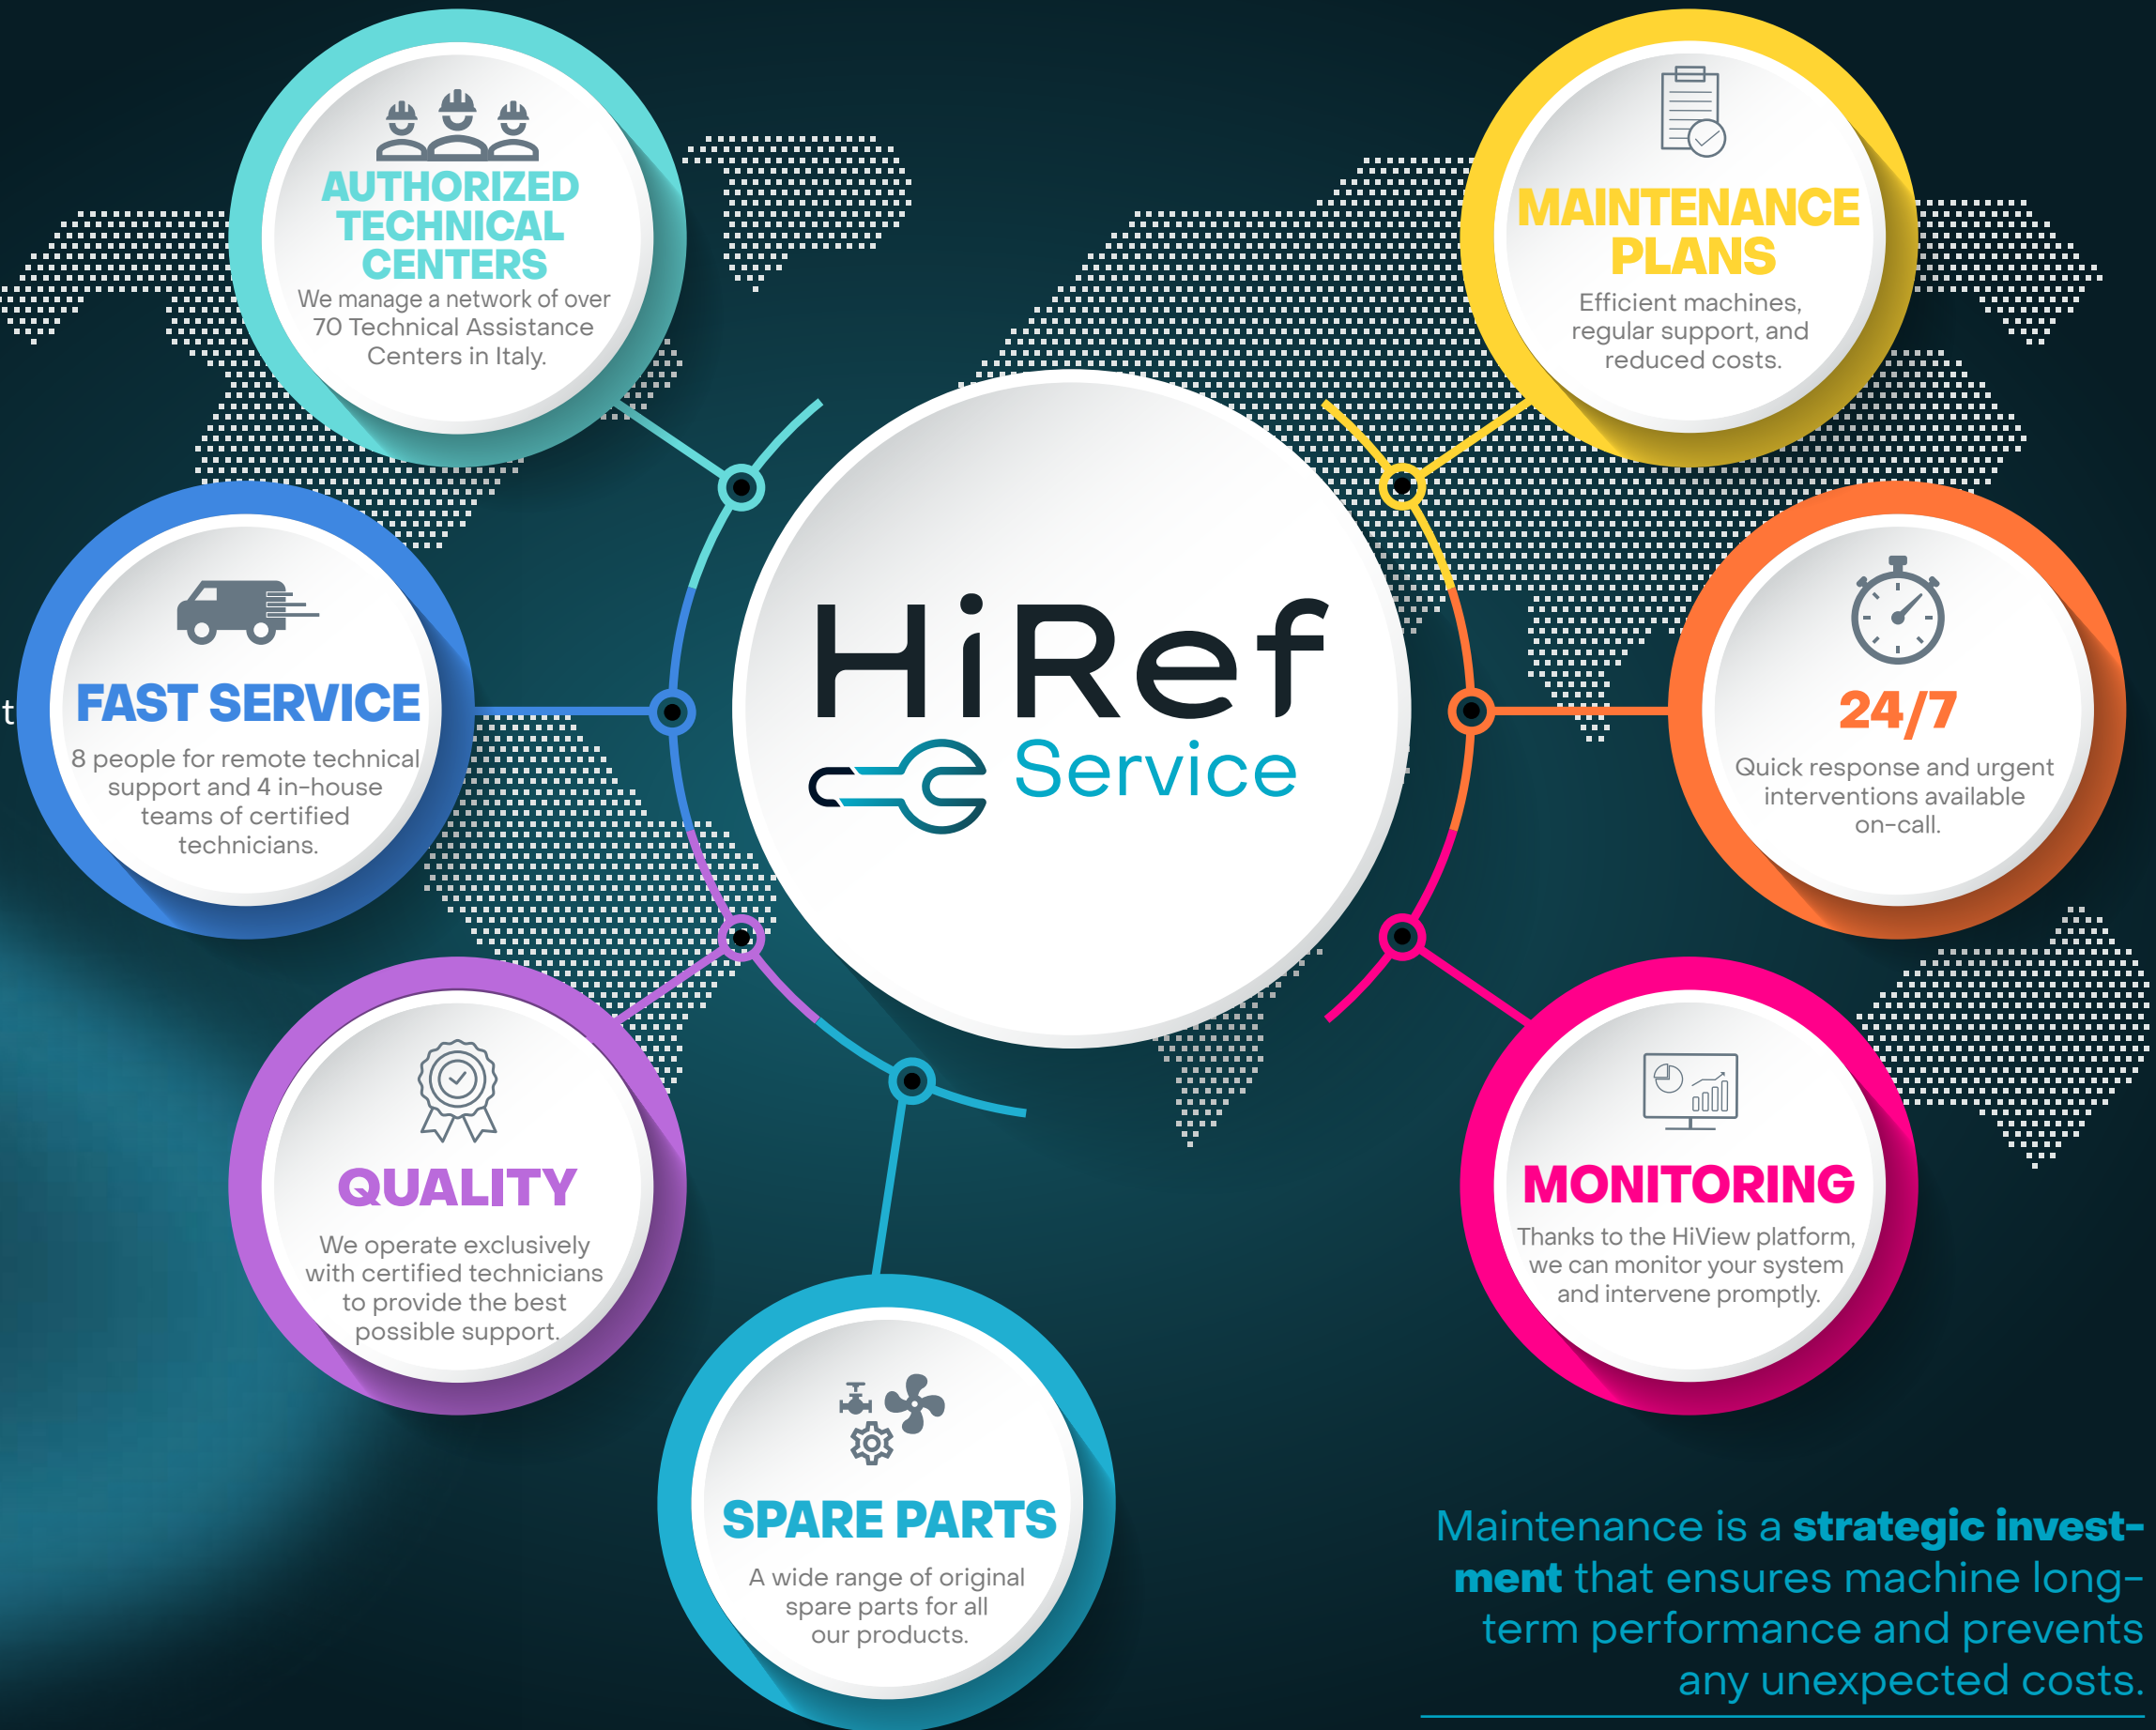 AUTHORIZED
TECHNICAL
CENTERS
We manage a network of over
70 Technical Assistance
Centers in Italy.
MAINTENANCE
PLANS
Efficient machines,
regular support, and
reduced costs.
t
FAST SERVICE
8 people for remote technical
support and 4 in-house
teams of certified
technicians.
HiRef
Service
24/7
Quick response and urgent
interventions available
on-call.
QUALITY
We operate exclusively
with certified technicians
to provide the best
possible support.
MONITORING
Thanks to the HiView platform,
we can monitor your system
and intervene promptly.
SPARE PARTS
A wide range of original
spare parts for all
our products.
Maintenance is a strategic invest-
ment that ensures machine long-
term performance and prevents
any unexpected costs.